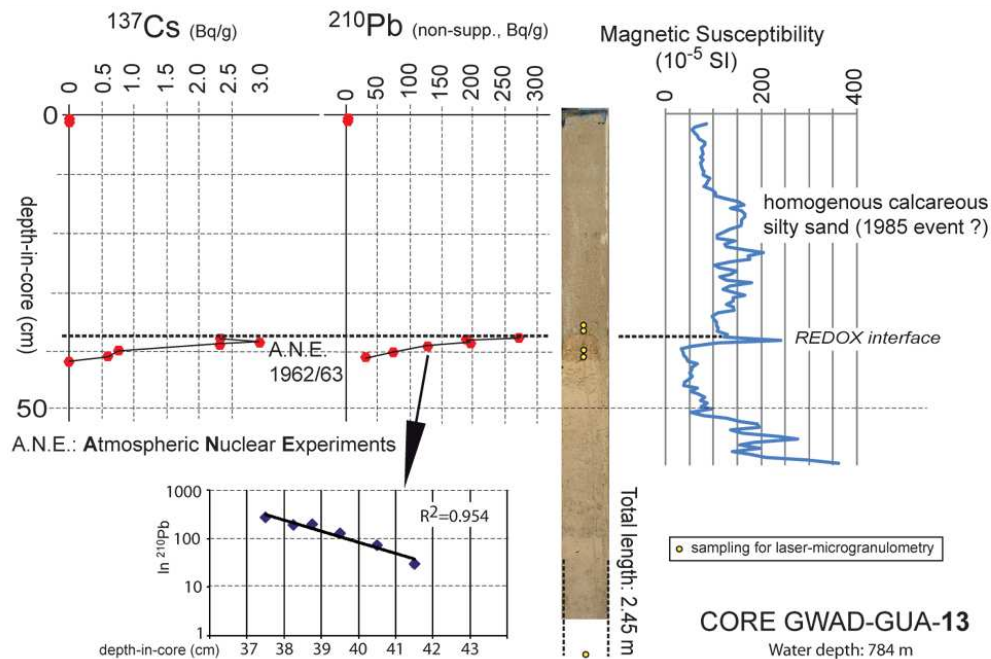 137Cs (Bq/g)
210Pb (non-supp., Bq/g)
Magnetic Susceptibility
(10-5 SI)
0
0.5
1.0
1.5
2.0
2.5
3.0
0
50
100
150
200
250
300
0
200
400
0
depth-in-core (cm)
50
homogenous calcareous
silty sand (1985 event ?)
A.N.E.
1962/63
REDOX interface
A.N.E.: Atmospheric Nuclear Experiments
1000
100
10
1
ln 210Pb
R2=0.954
37
38
39
40
41
42
43
depth-in-core (cm)
Total length: 2.45 m
sampling for laser-microgranulometry
CORE GWAD-GUA-13
Water depth: 784 m